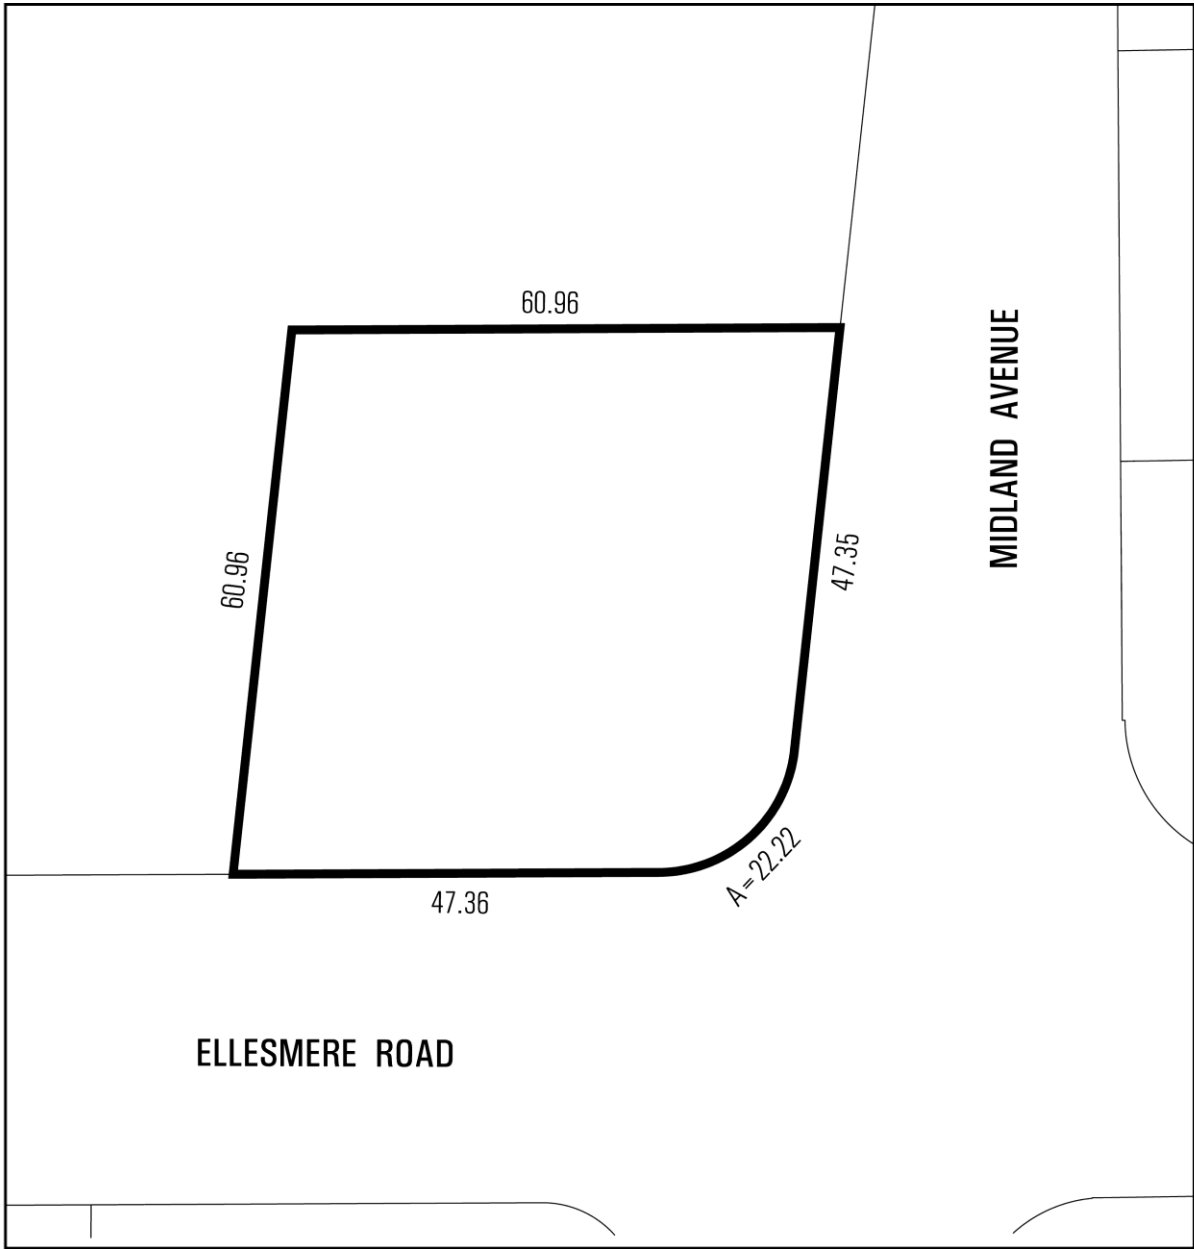 60.96
MIDLAND AVENUE
60.96
47.35
A = 22.22
47.36
ELLESMERE ROAD